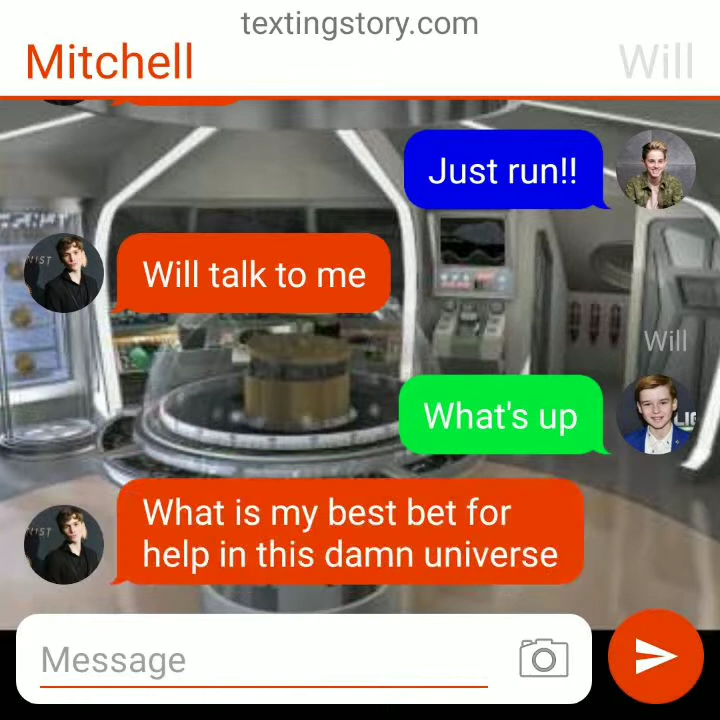 textingstory.com
Mitchell
Will
Just run!!
Will talk to me
Will
What's up
What is my best bet for
help in this damn universe
Message